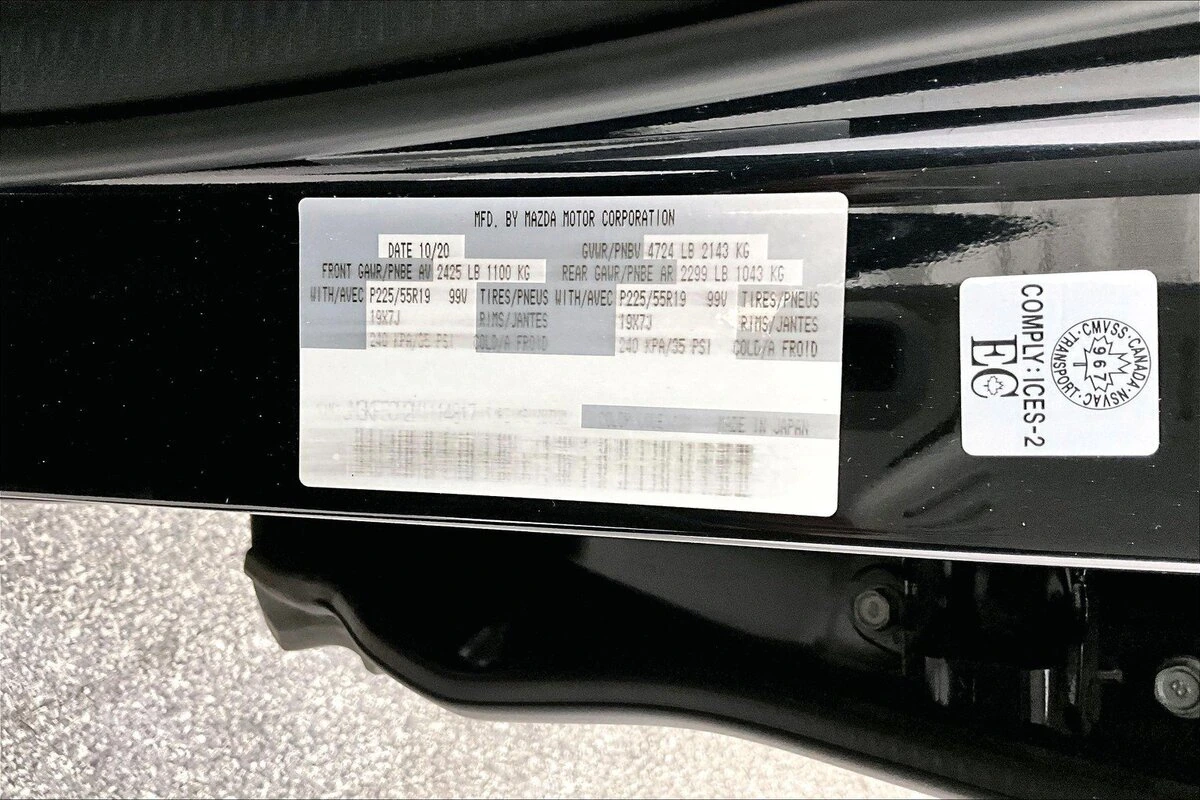 MFD. BY MAZDA MOTOR CORPORATION
DATE 10/20 GVWR/PNBV 4724 LB 2143 KG
FRONT GAWR/PNBE AV 2425 LB 1100 KG REAR GAWR/PNBE AR 2299 LB 1043 KG
WITH/AVEC P225/55R19 99V TIRES/PNEUS WITH/AVEC P225/55R19 99V TIRES/PNEUS
19X7J RIMS/JANTES 19X7J RIMS/JANTES
240 KPA/35 PSI COLD/A FROID 240 KPA/35 PSI COLD/A FROID
MADE IN JAPAN
CMVSS·CANADA·NSVAC
TRANSPORT
967
COMPLY: ICES-2
EC
8